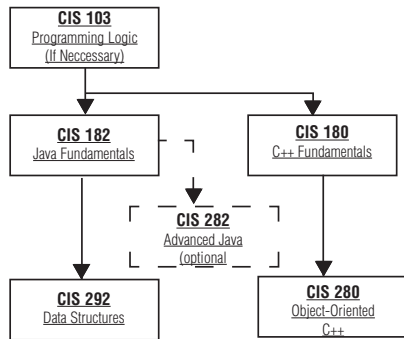 CIS 103
Programming Logic
(If Neccessary)
CIS 182
Java Fundamentals
CIS 180
C++ Fundamentals
CIS 282
Advanced Java
(optional
CIS 292
Data Structures
CIS 280
Object-Oriented
C++